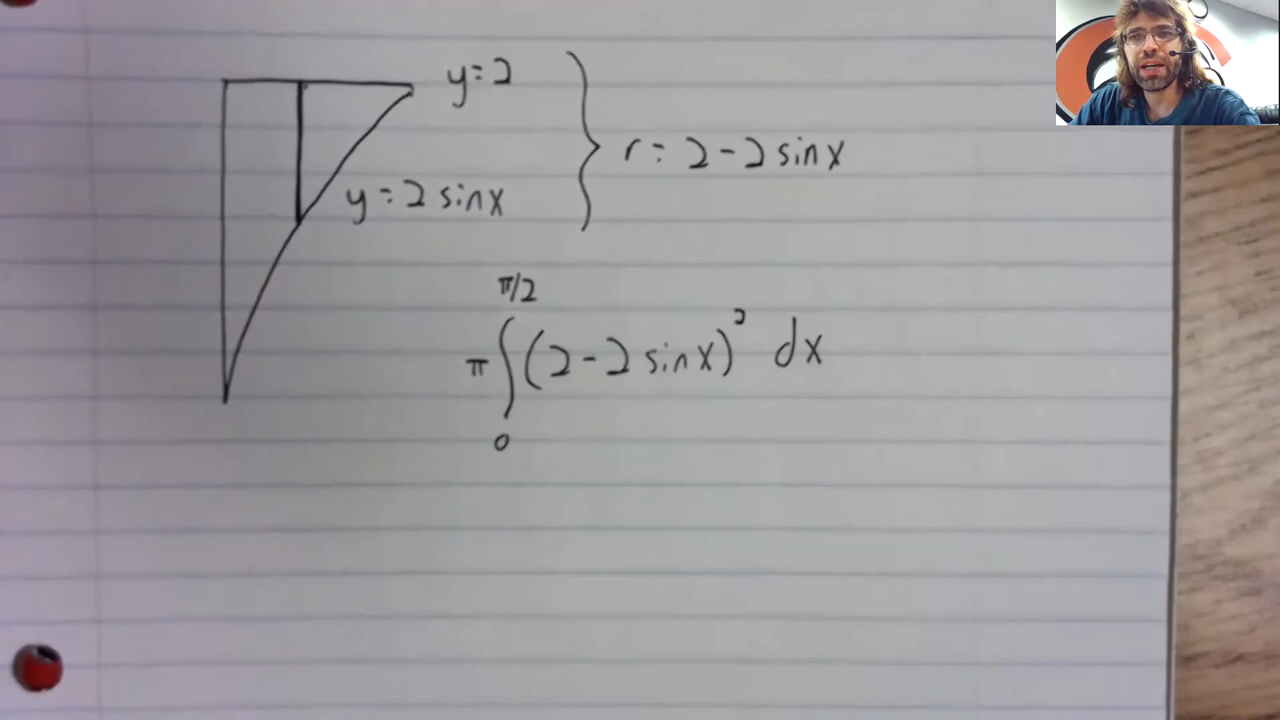 y=2
r=2-2 sin x
y=2 sin x
π/2
π∫(2-2 sin x)² dx
0